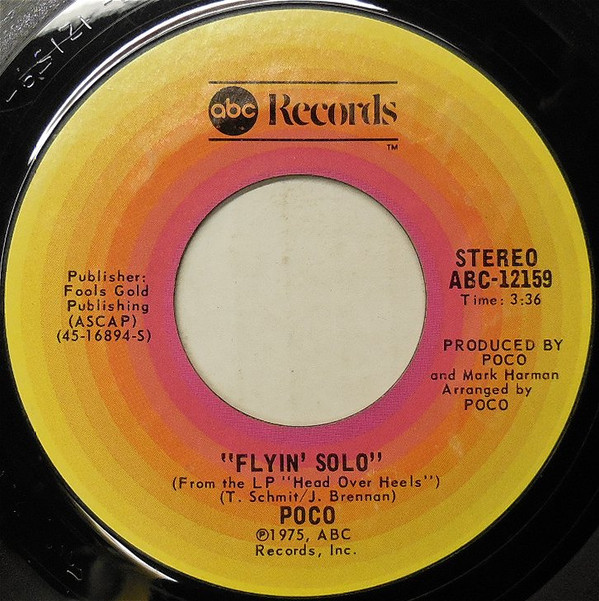 abc Records
™
STEREO
ABC-12159
Time: 3:36
Publisher:
Fools Gold
Publishing
(ASCAP)
(45-16894-S)
PRODUCED BY
POCO
and Mark Harman
Arranged by
POCO
"FLYIN' SOLO"
(From the LP "Head Over Heels")
(T. Schmit/J. Brennan)
POCO
Ⓟ1975, ABC
Records, Inc.